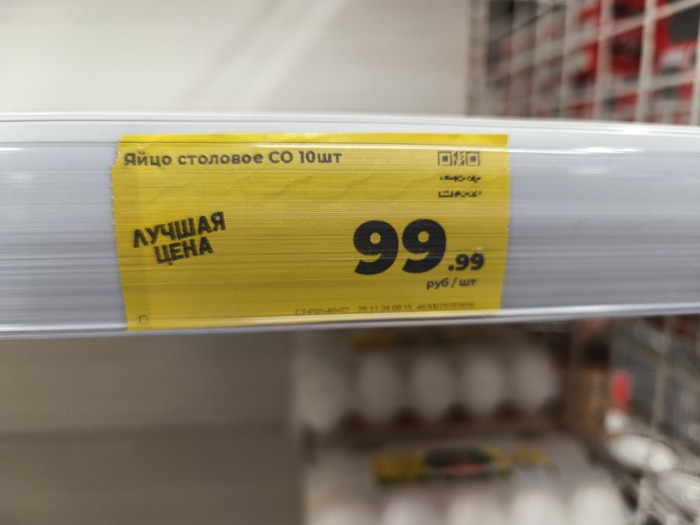 Яйцо столовое СО 10шт
ЛУЧШАЯ
ЦЕНА
99.99
руб / шт